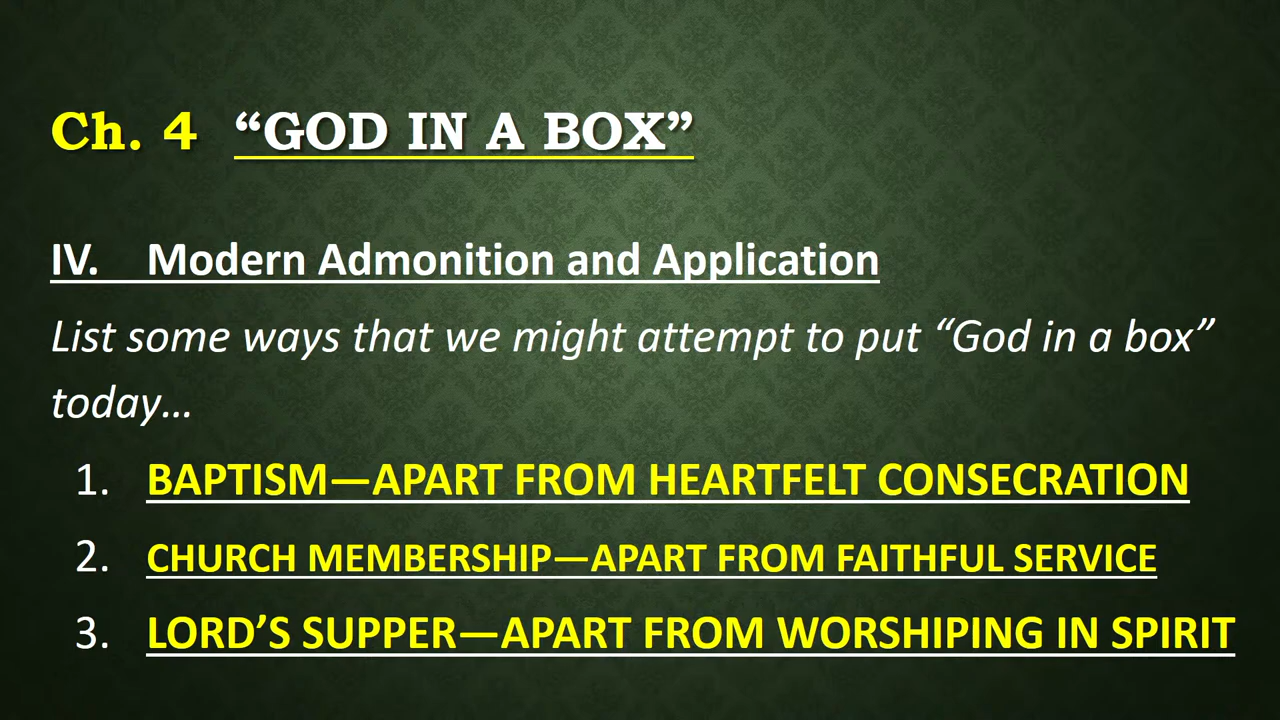 Ch. 4 “GOD IN A BOX”
IV. Modern Admonition and Application
List some ways that we might attempt to put “God in a box”
today…
1. BAPTISM—APART FROM HEARTFELT CONSECRATION
2. CHURCH MEMBERSHIP—APART FROM FAITHFUL SERVICE
3. LORD’S SUPPER—APART FROM WORSHIPING IN SPIRIT